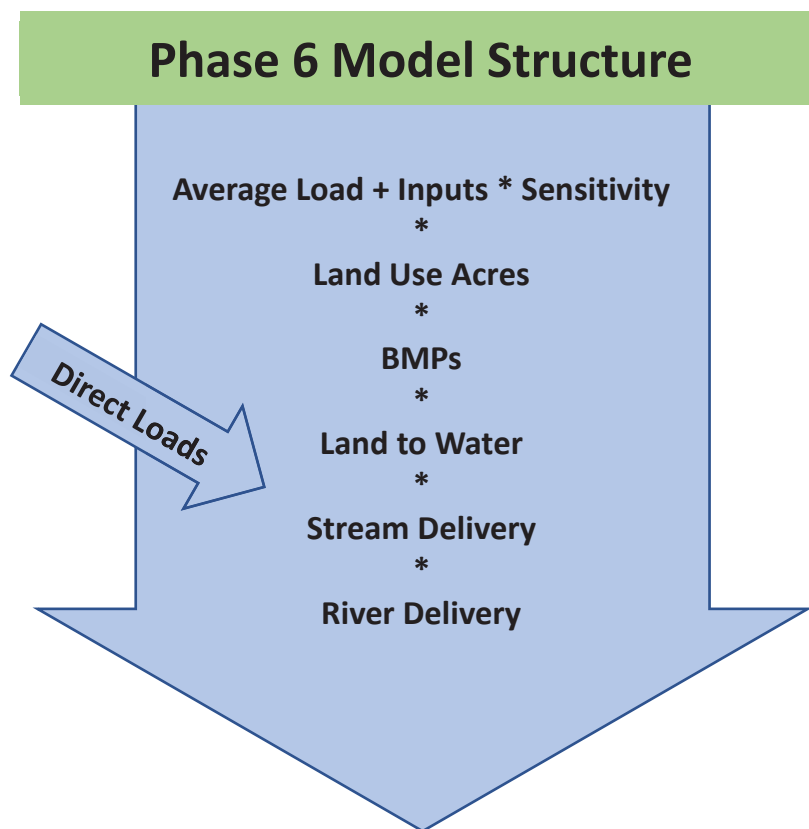 Phase 6 Model Structure
Average Load + Inputs * Sensitivity
*
Land Use Acres
*
BMPs
*
Land to Water
*
Stream Delivery
*
River Delivery
Direct Loads